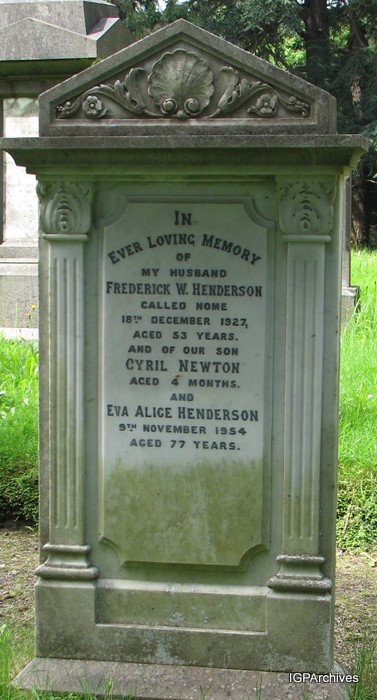 IN
EVER LOVING MEMORY
OF
MY HUSBAND
FREDERICK W. HENDERSON
CALLED HOME
18TH DECEMBER 1927,
AGED 53 YEARS.
AND OF OUR SON
CYRIL NEWTON
AGED 4 MONTHS.
AND
EVA ALICE HENDERSON
9TH NOVEMBER 1954
AGED 77 YEARS.
IGPArchives